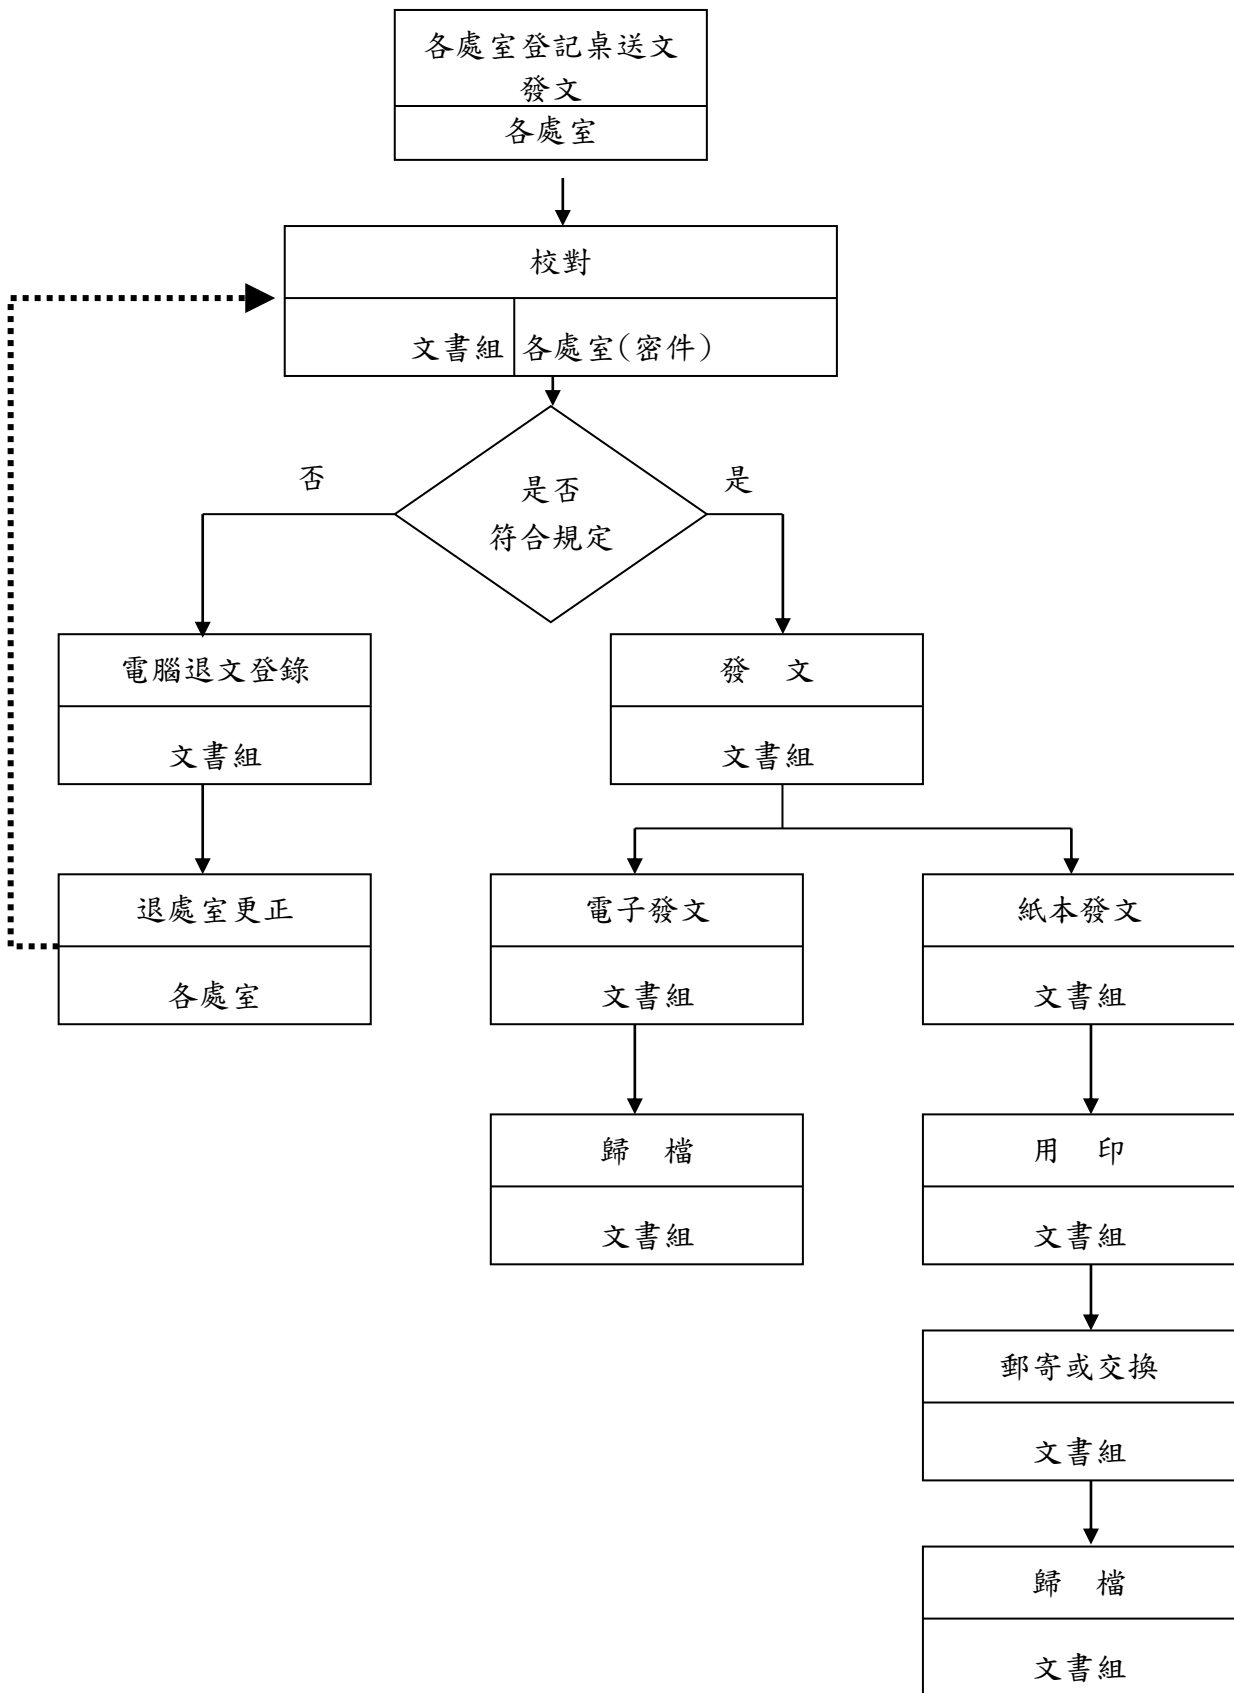 各處室登記桌送文
發文
各處室
校對
文書組
各處室(密件)
否
是
是否
符合規定
電腦退文登錄
文書組
發　文
文書組
退處室更正
各處室
電子發文
文書組
紙本發文
文書組
歸　檔
文書組
用　印
文書組
郵寄或交換
文書組
歸　檔
文書組